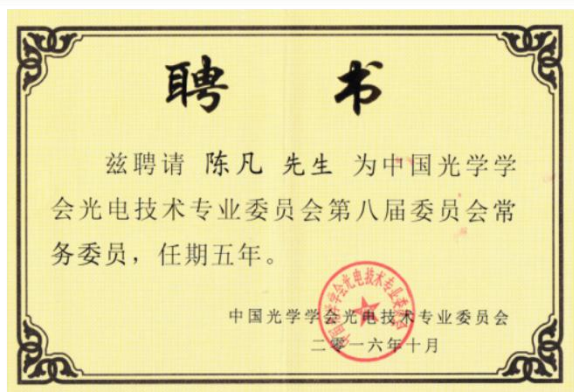 聘 书
兹聘请 陈凡 先生 为中国光学学
会光电技术专业委员会第八届委员会常
务委员，任期五年。
中国光学学会光电技术专业委员会
二零一六年十月